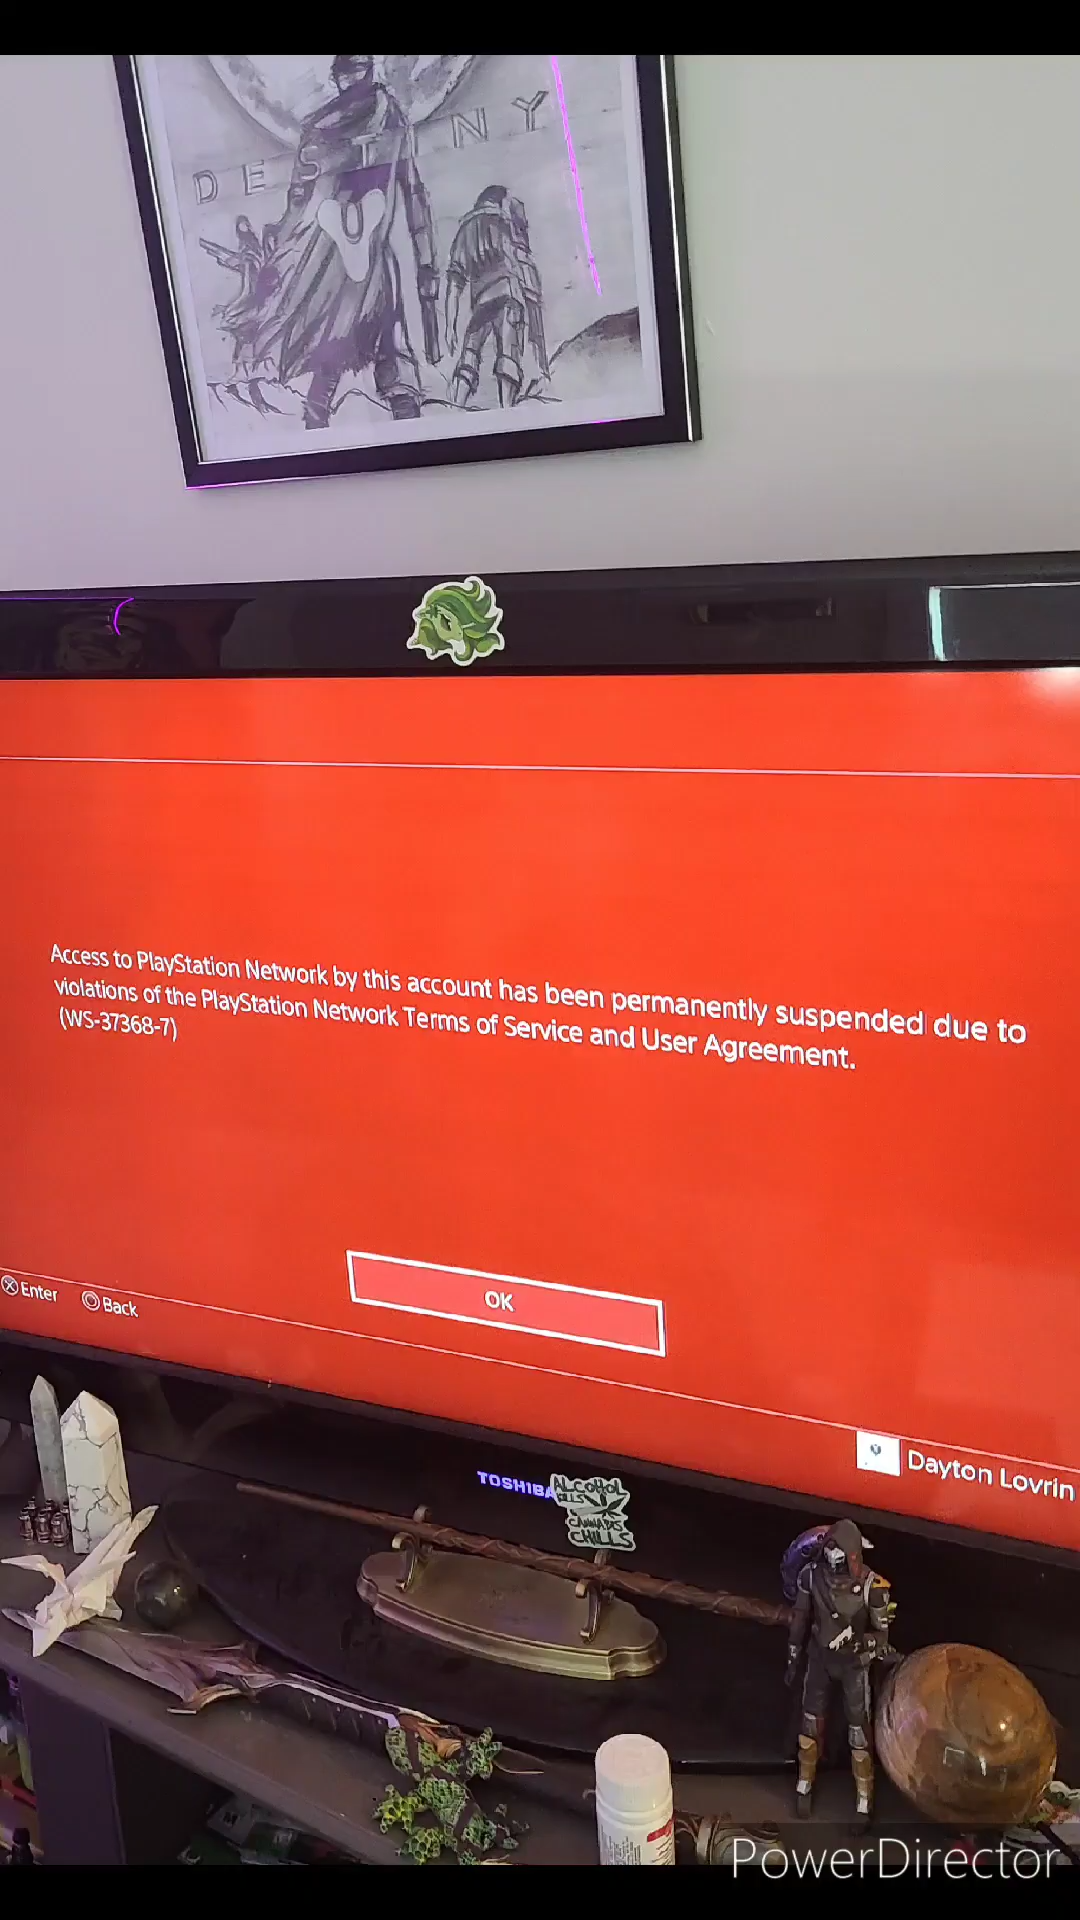 DESTINY
Access to PlayStation Network by this account has been permanently suspended due to
violations of the PlayStation Network Terms of Service and User Agreement.
(WS-37368-7)
OK
Enter
Back
Dayton Lovrin
TOSHIBA
ALCOHOL
KILLS
CANNABIS
CHILLS
PowerDirector